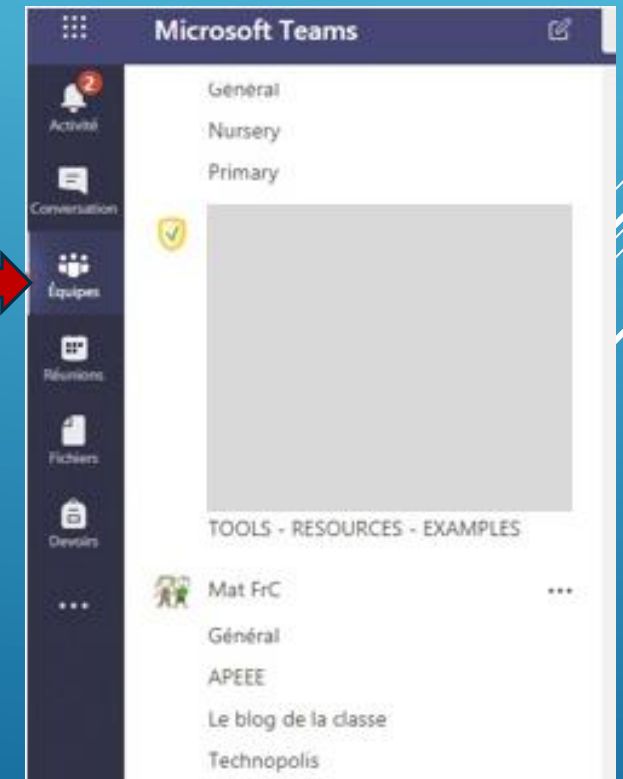 Microsoft Teams
2
Activité
Conversation
Équipes
Réunions
Fichiers
Devoirs
Général
Nursery
Primary
TOOLS - RESOURCES - EXAMPLES
Mat FrC
Général
APEEE
Le blog de la classe
Technopolis